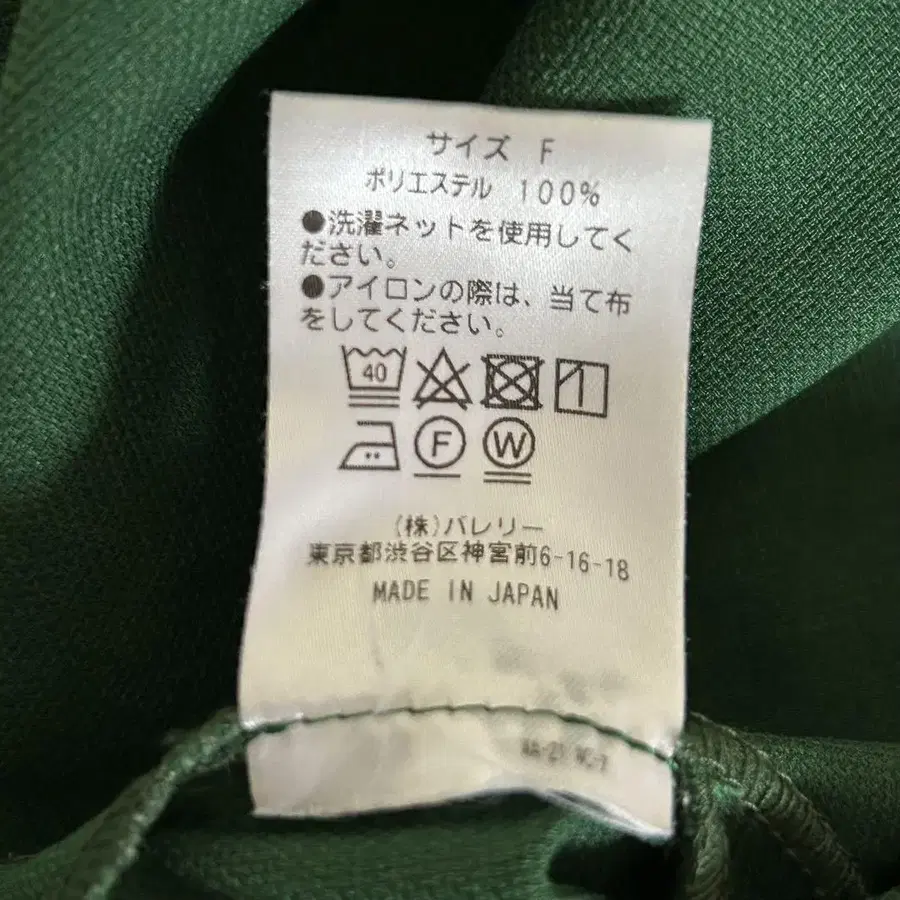 サイズ F
ポリエステル 100%
●洗濯ネットを使用してく
ださい。
●アイロンの際は、当て布
をしてください。
40
F W
(株)バレリー
東京都渋谷区神宮前6-16-18
MADE IN JAPAN